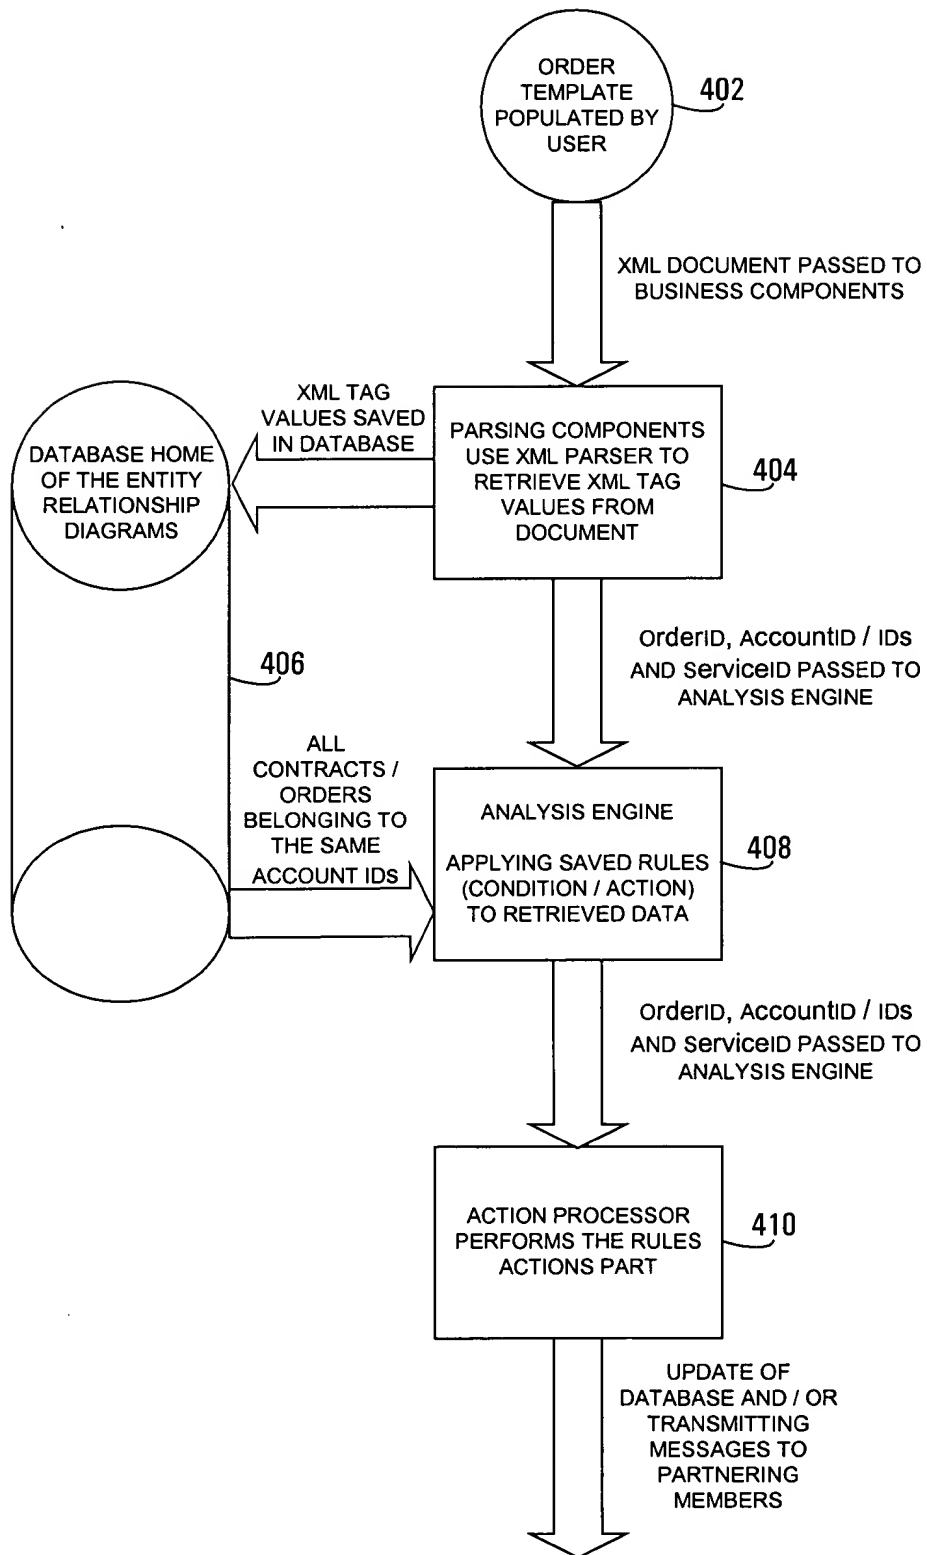 ORDER
TEMPLATE
POPULATED BY
USER
402
XML DOCUMENT PASSED TO
BUSINESS COMPONENTS
XML TAG
VALUES SAVED
IN DATABASE
DATABASE HOME
OF THE ENTITY
RELATIONSHIP
DIAGRAMS
PARSING COMPONENTS
USE XML PARSER TO
RETRIEVE XML TAG
VALUES FROM
DOCUMENT
404
OrderID, AccountID / IDs
AND ServiceID PASSED TO
ANALYSIS ENGINE
406
ALL
CONTRACTS /
ORDERS
BELONGING TO
THE SAME
ACCOUNT IDs
ANALYSIS ENGINE
APPLYING SAVED RULES
(CONDITION / ACTION)
TO RETRIEVED DATA
408
OrderID, AccountID / IDs
AND ServiceID PASSED TO
ANALYSIS ENGINE
ACTION PROCESSOR
PERFORMS THE RULES
ACTIONS PART
410
UPDATE OF
DATABASE AND / OR
TRANSMITTING
MESSAGES TO
PARTNERING
MEMBERS